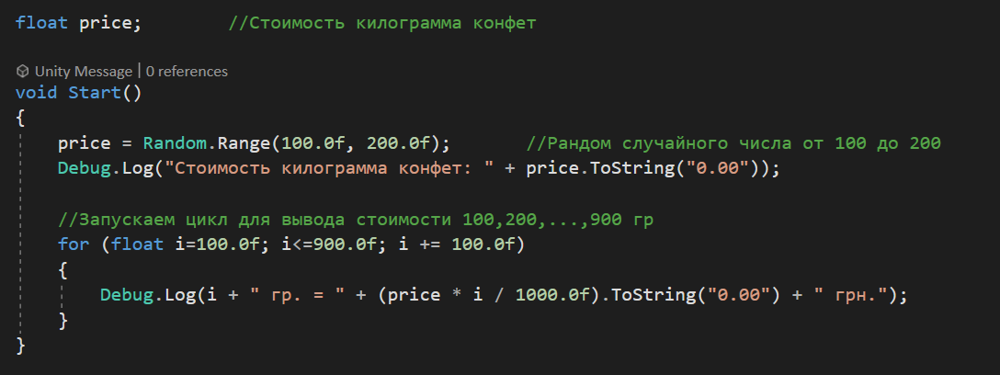 float price;        //Стоимость килограмма конфет
Unity Message | 0 references
void Start()
{
    price = Random.Range(100.0f, 200.0f);       //Рандом случайного числа от 100 до 200
    Debug.Log("Стоимость килограмма конфет: " + price.ToString("0.00"));
    //Запускаем цикл для вывода стоимости 100,200,...,900 гр
    for (float i=100.0f; i<=900.0f; i += 100.0f)
    {
        Debug.Log(i + " гр. = " + (price * i / 1000.0f).ToString("0.00") + " грн.");
    }
}